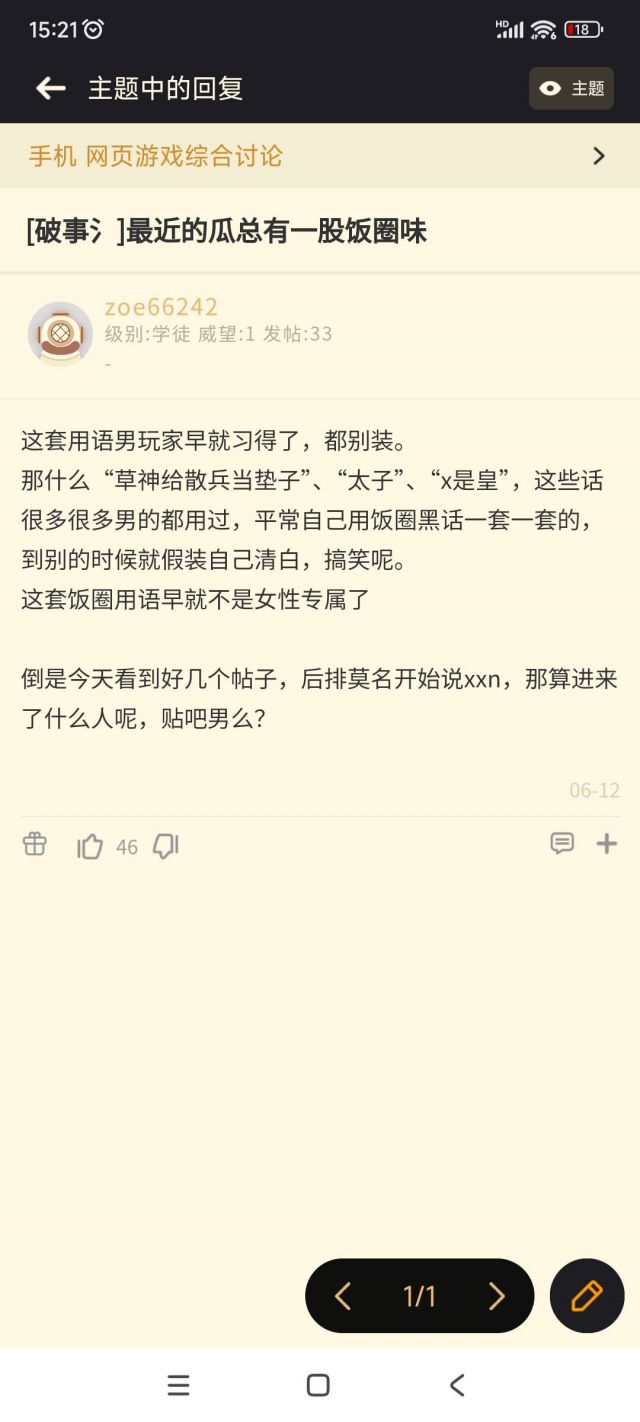 15:21
HD
6
18
主题中的回复
主题
手机 网页游戏综合讨论
[破事氵]最近的瓜总有一股饭圈味
zoe66242
级别:学徒 威望:1 发帖:33
-
这套用语男玩家早就习得了，都别装。
那什么“草神给散兵当垫子”、“太子”、“x是皇”，这些话
很多很多男的都用过，平常自己用饭圈黑话一套一套的，
到别的时候就假装自己清白，搞笑呢。
这套饭圈用语早就不是女性专属了
倒是今天看到好几个帖子，后排莫名开始说xxn，那算进来
了什么人呢，贴吧男么？
06-12
46
1/1